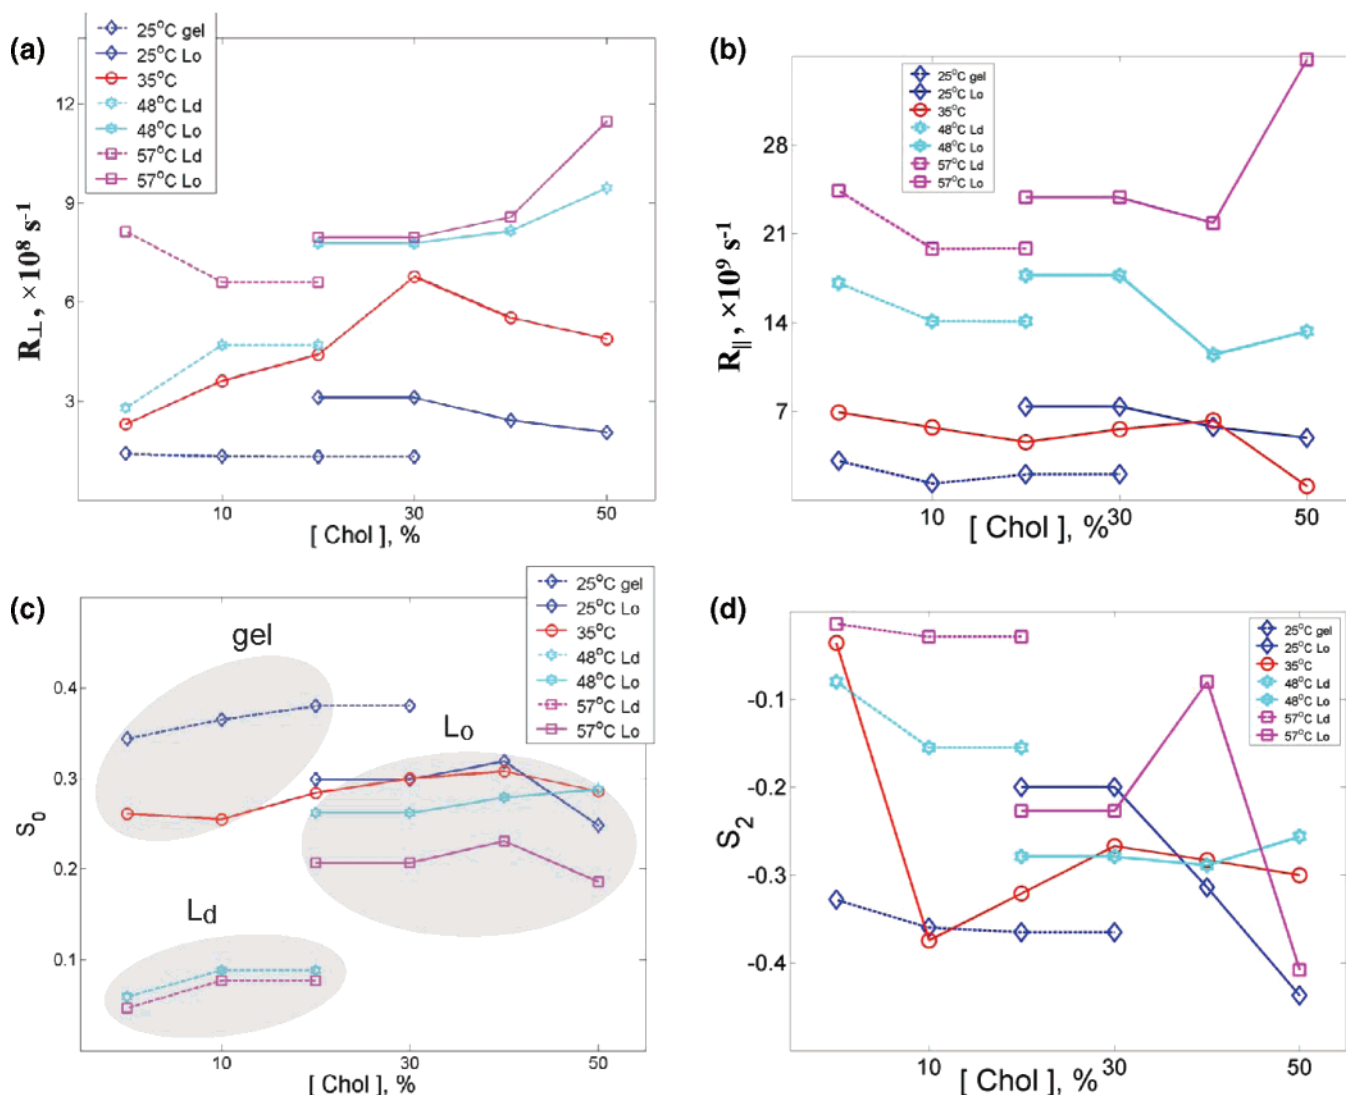 (a)
25°C gel
25°C Lo
35°C
48°C Ld
48°C Lo
57°C Ld
57°C Lo
12
9
6
3
R⊥, ×10⁸ s⁻¹
10
30
50
[ Chol ], %
(b)
25°C gel
25°C Lo
35°C
48°C Ld
48°C Lo
57°C Ld
57°C Lo
28
21
14
7
R||, ×10⁹ s⁻¹
10
30
50
[ Chol ], %
(c)
25°C gel
25°C Lo
35°C
48°C Ld
48°C Lo
57°C Ld
57°C Lo
gel
Lo
Ld
0.4
0.3
0.2
0.1
S₀
10
30
50
[ Chol ], %
(d)
25°C gel
25°C Lo
35°C
48°C Ld
48°C Lo
57°C Ld
57°C Lo
-0.1
-0.2
-0.3
-0.4
S₂
10
30
50
[ Chol ], %